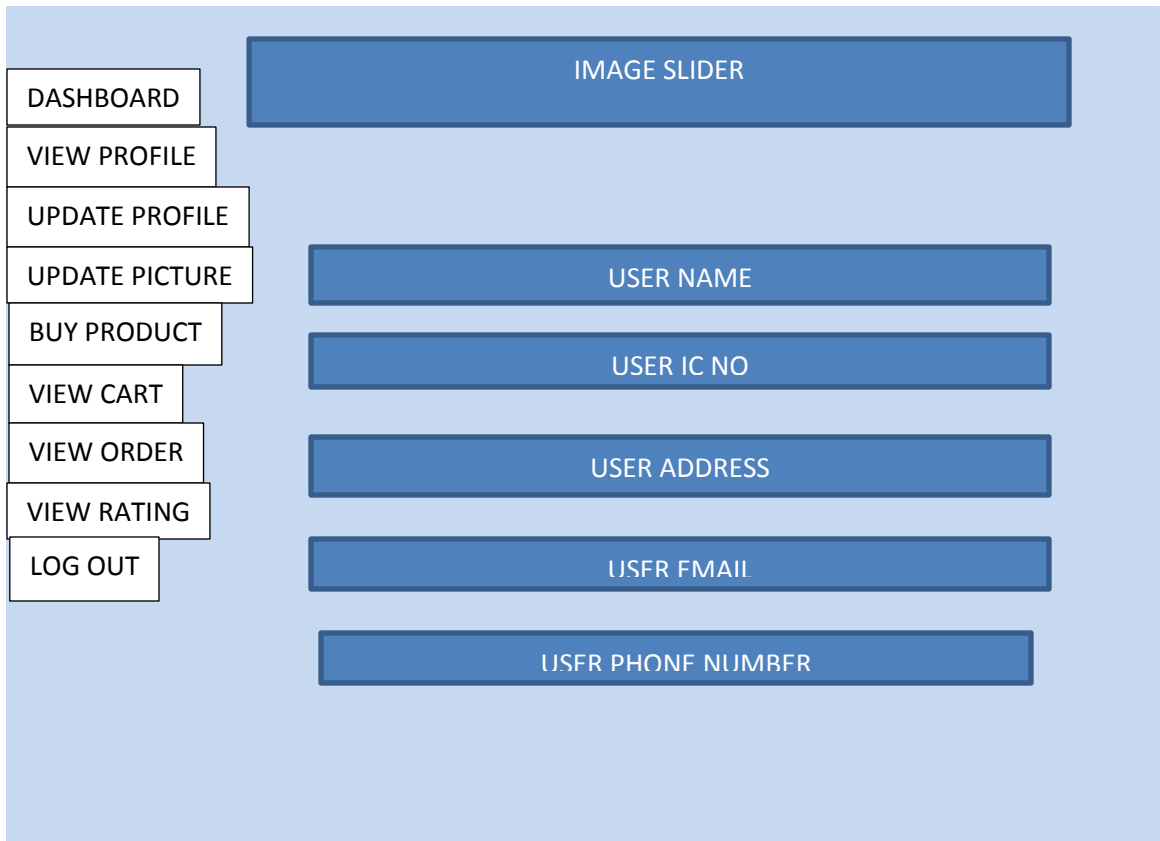 IMAGE SLIDER
DASHBOARD
VIEW PROFILE
UPDATE PROFILE
UPDATE PICTURE
BUY PRODUCT
VIEW CART
VIEW ORDER
VIEW RATING
LOG OUT
USER NAME
USER IC NO
USER ADDRESS
USER EMAIL
USER PHONE NUMBER